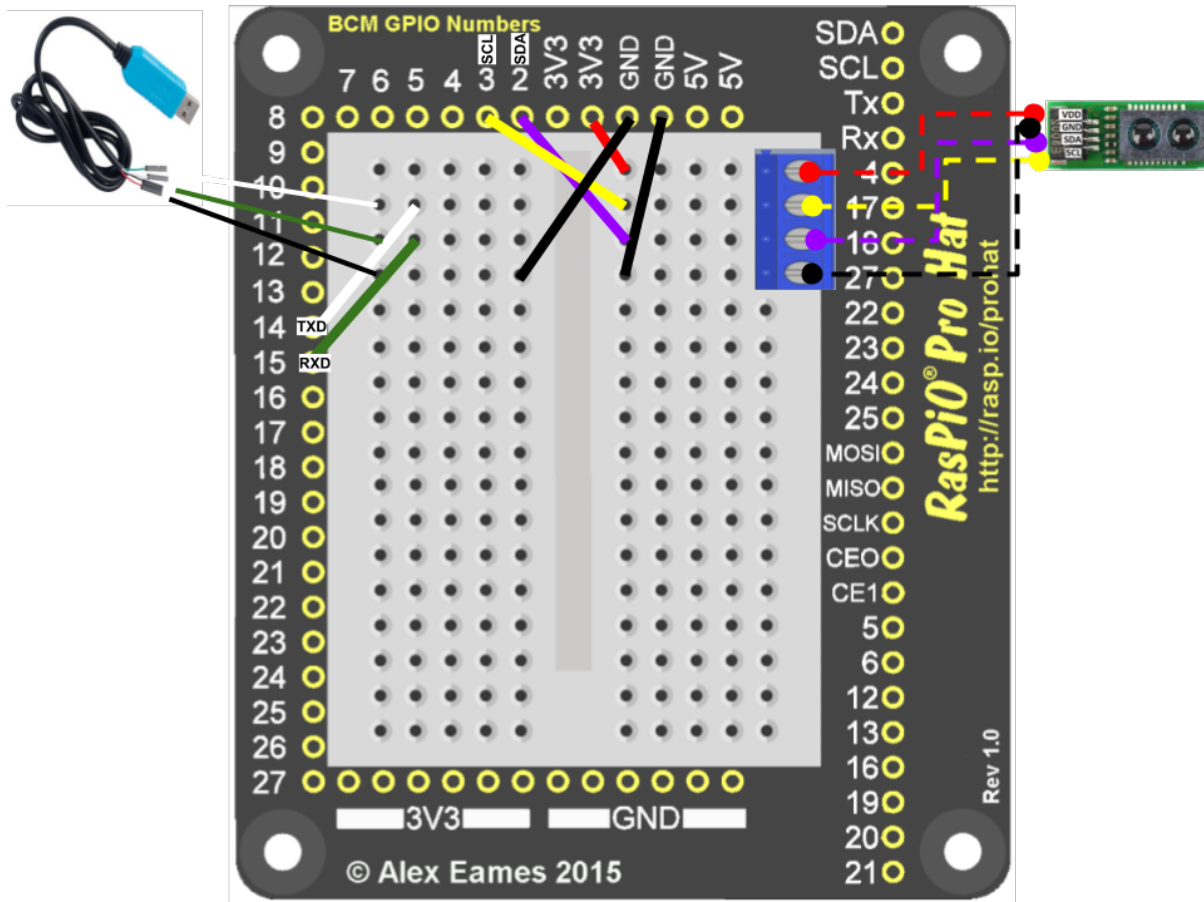 BCM GPIO Numbers
7 6 5 4 3 2 3V3 3V3 GND GND 5V 5V
SCL SDA
8
9
10
11
12
13
14 TXD
15 RXD
16
17
18
19
20
21
22
23
24
25
26
27
3V3 GND
© Alex Eames 2015
SDA
SCL
Tx
Rx
4
17
18
27
22
23
24
25
MOSI
MISO
SCLK
CEO
CE1
5
6
12
13
16
19
20
21
RasPiO® Pro Hat
http://rasp.io/prohat
Rev 1.0
VDD
GND
SDA
SCL